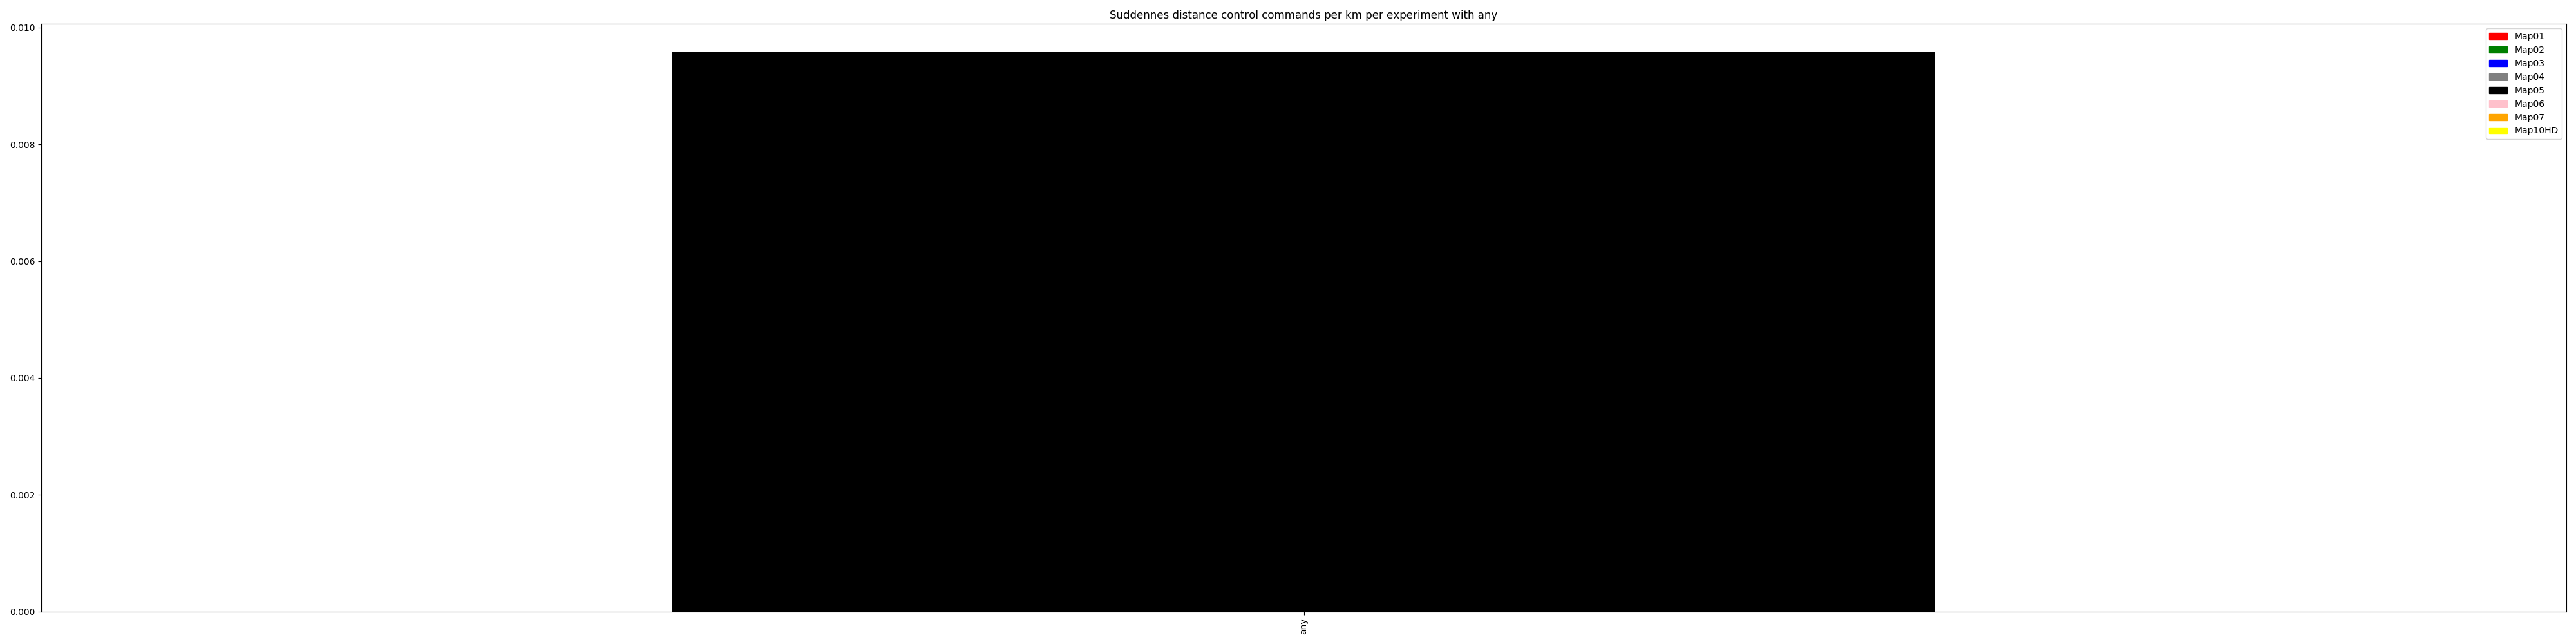 Suddennes distance control commands per km per experiment with any
0.010
0.008
0.006
0.004
0.002
0.000
Map01
Map02
Map03
Map04
Map05
Map06
Map07
Map10HD
any